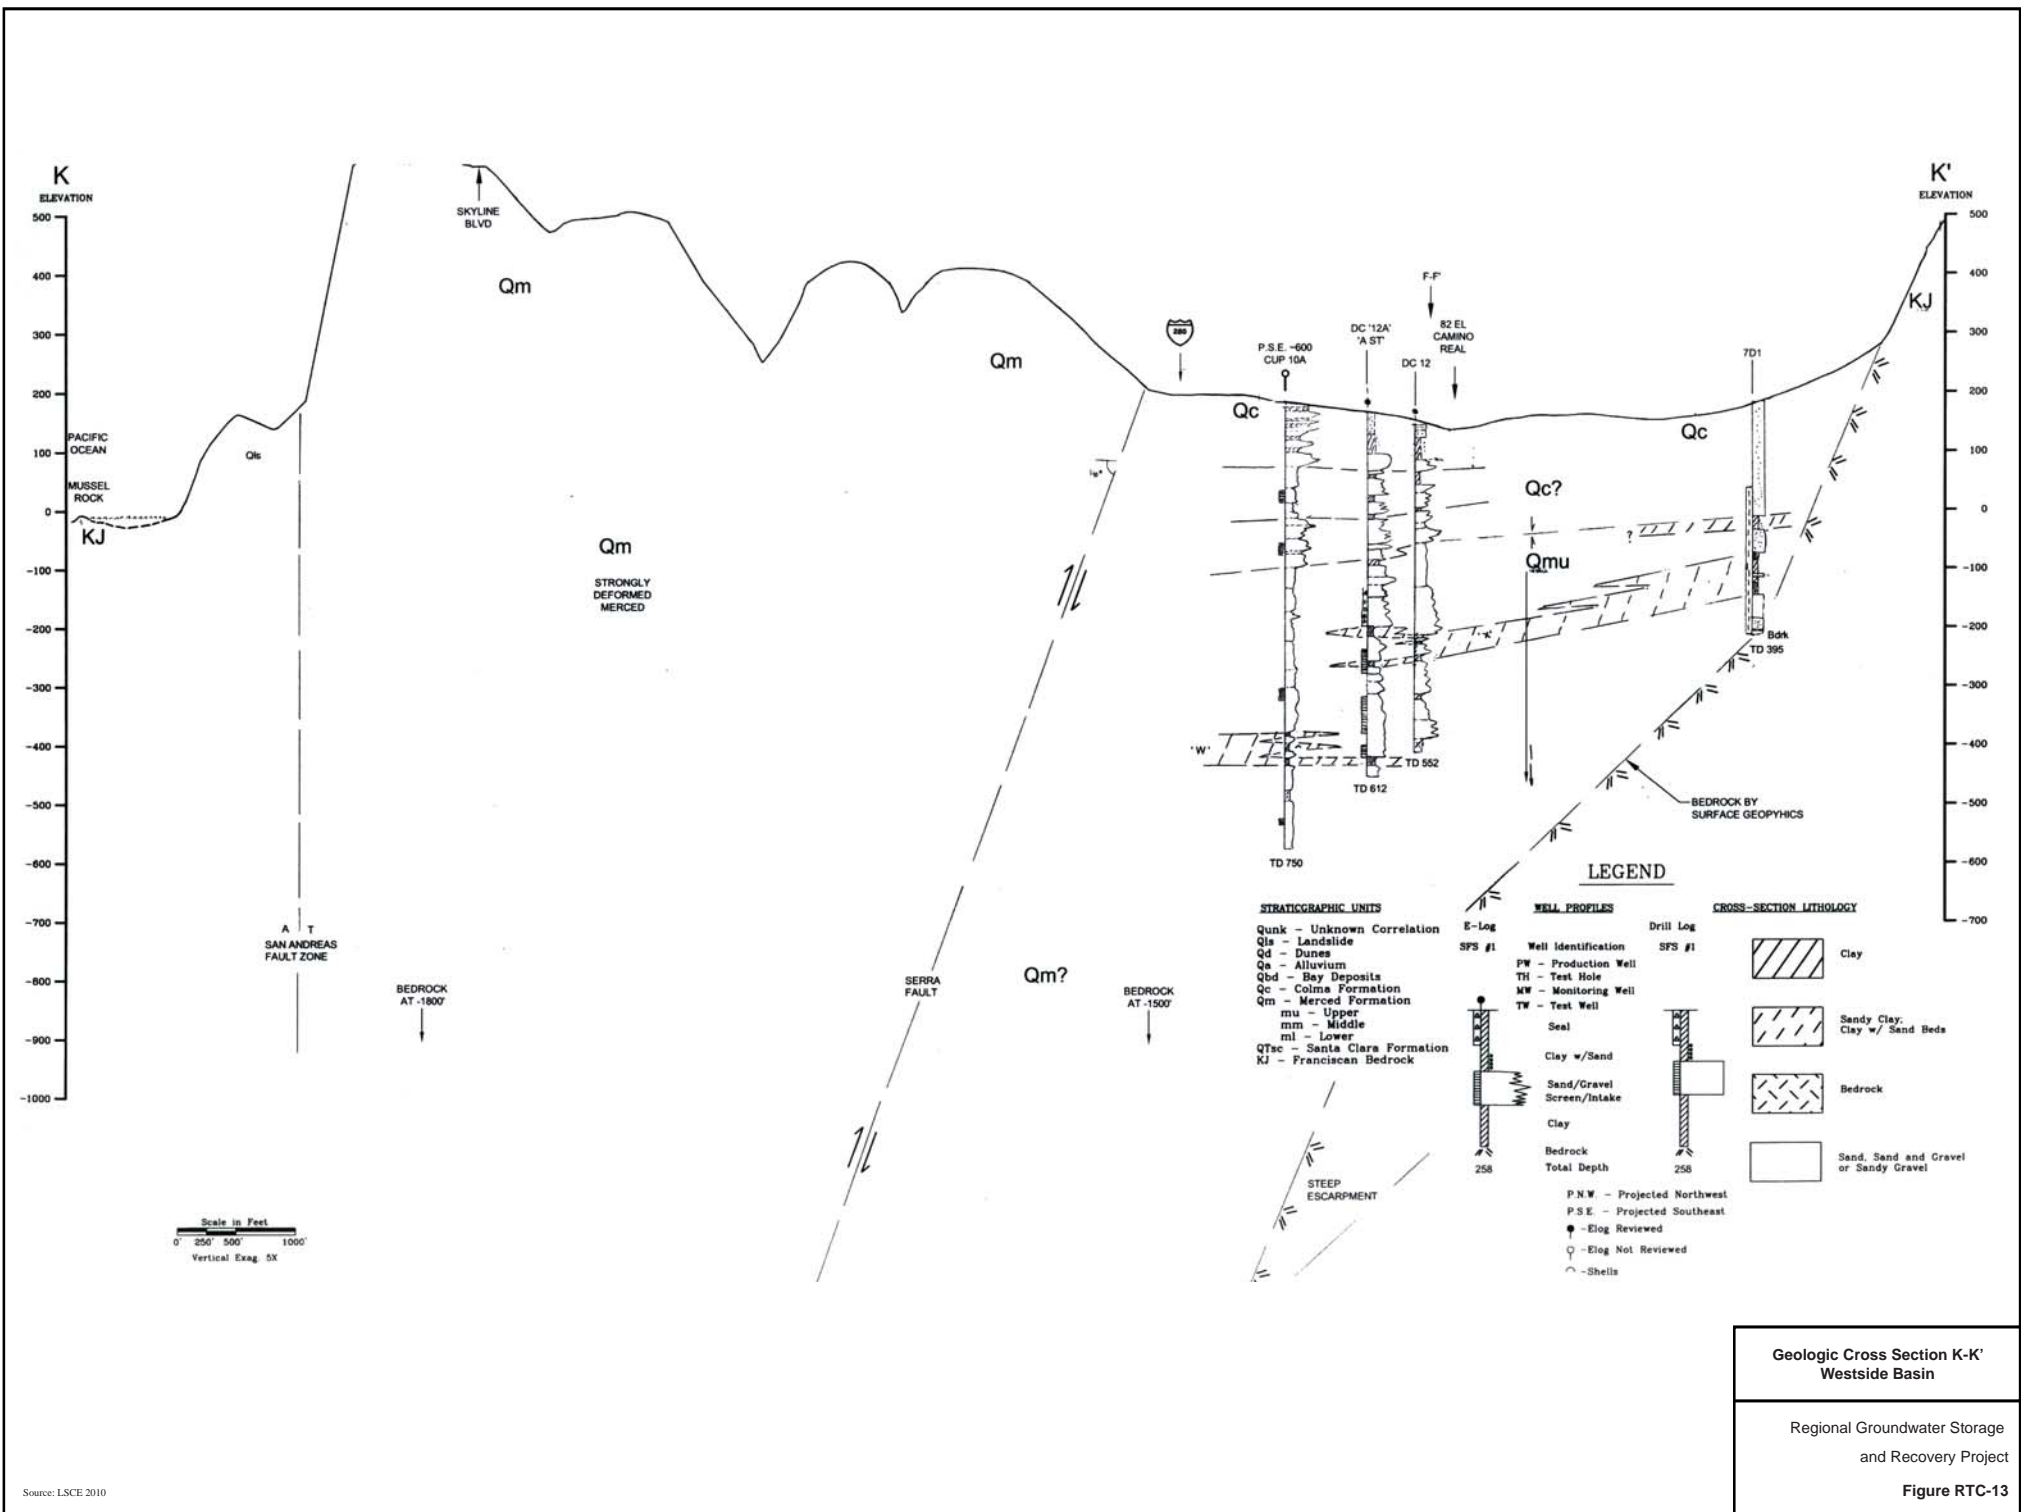 K
ELEVATION
500
400
300
200
100
0
-100
-200
-300
-400
-500
-600
-700
-800
-900
-1000
PACIFIC
OCEAN
MUSSEL
ROCK
KJ
Qls
SKYLINE
BLVD
Qm
Qm
Qm
STRONGLY
DEFORMED
MERCED
A T
SAN ANDREAS
FAULT ZONE
BEDROCK
AT -1800'
SERRA
FAULT
Qm?
BEDROCK
AT -1500'
280
Qc
P.S.E. ~600
CUP 10A
DC '12A'
'A ST'
DC 12
F-F'
82 EL
CAMINO
REAL
7D1
Qc
Qc?
?
Qmu
'X'
'W'
TD 750
TD 612
TD 552
Bdrk
TD 395
BEDROCK BY
SURFACE GEOPYHICS
STEEP
ESCARPMENT
K'
ELEVATION
500
400
300
200
100
0
-100
-200
-300
-400
-500
-600
-700
KJ
LEGEND
STRATICGRAPHIC UNITS
Qunk - Unknown Correlation
Qls - Landslide
Qd - Dunes
Qa - Alluvium
Qbd - Bay Deposits
Qc - Colma Formation
Qm - Merced Formation
mu - Upper
mm - Middle
ml - Lower
QTsc - Santa Clara Formation
KJ - Franciscan Bedrock
WELL PROFILES
E-Log
Drill Log
SFS #1
Well Identification
SFS #1
PW - Production Well
TH - Test Hole
MW - Monitoring Well
TW - Test Well
Seal
Clay w/Sand
Sand/Gravel
Screen/Intake
Clay
Bedrock
258
Total Depth
258
P.N.W. - Projected Northwest
P.S.E. - Projected Southeast
-Elog Reviewed
-Elog Not Reviewed
-Shells
CROSS-SECTION LITHOLOGY
Clay
Sandy Clay;
Clay w/ Sand Beds
Bedrock
Sand, Sand and Gravel
or Sandy Gravel
Scale in Feet
0' 250' 500' 1000'
Vertical Exag. 5X
Geologic Cross Section K-K’
Westside Basin
Regional Groundwater Storage
and Recovery Project
Figure RTC-13
Source: LSCE 2010